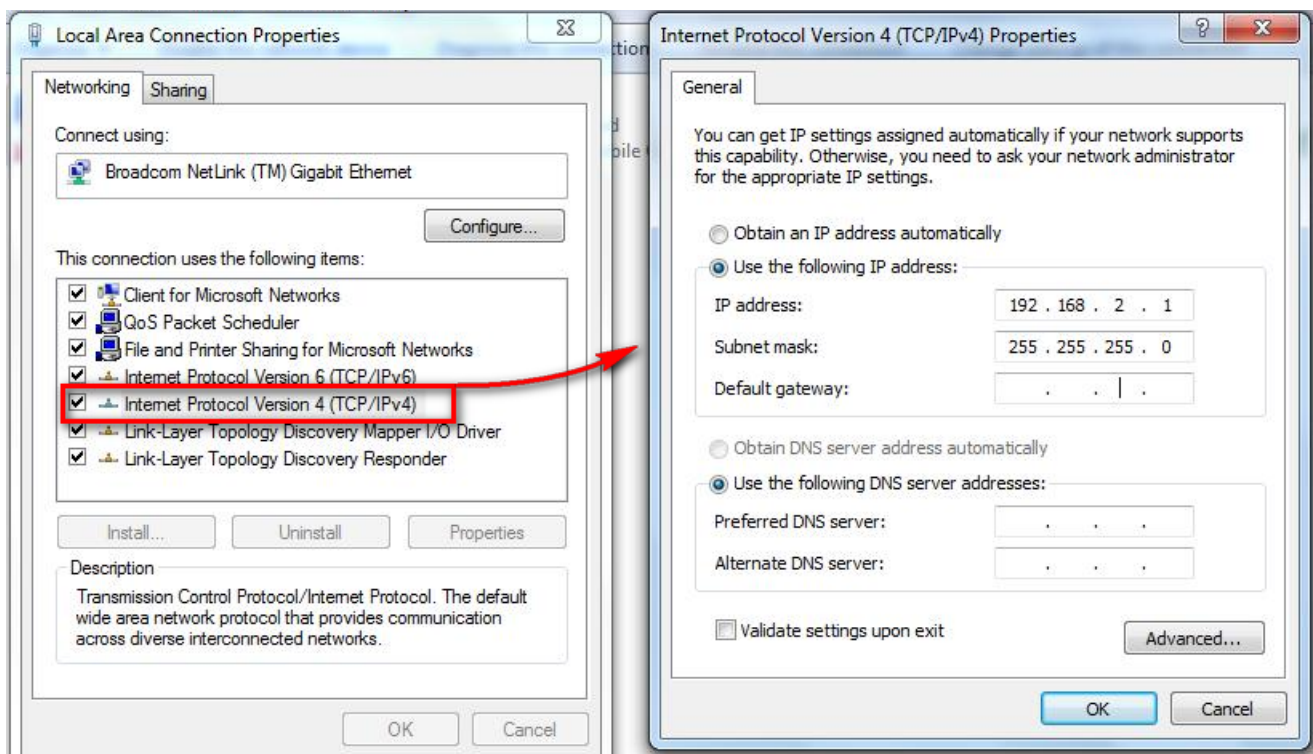 Local Area Connection Properties
Networking
Sharing
Connect using:
Broadcom NetLink (TM) Gigabit Ethernet
Configure...
This connection uses the following items:
Client for Microsoft Networks
QoS Packet Scheduler
File and Printer Sharing for Microsoft Networks
Internet Protocol Version 6 (TCP/IPv6)
Internet Protocol Version 4 (TCP/IPv4)
Link-Layer Topology Discovery Mapper I/O Driver
Link-Layer Topology Discovery Responder
Install...
Uninstall
Properties
Description
Transmission Control Protocol/Internet Protocol. The default
wide area network protocol that provides communication
across diverse interconnected networks.
OK
Cancel
Internet Protocol Version 4 (TCP/IPv4) Properties
General
You can get IP settings assigned automatically if your network supports
this capability. Otherwise, you need to ask your network administrator
for the appropriate IP settings.
Obtain an IP address automatically
Use the following IP address:
IP address:
192 . 168 . 2 . 1
Subnet mask:
255 . 255 . 255 . 0
Default gateway:
. . .
Obtain DNS server address automatically
Use the following DNS server addresses:
Preferred DNS server:
. . .
Alternate DNS server:
. . .
Validate settings upon exit
Advanced...
OK
Cancel